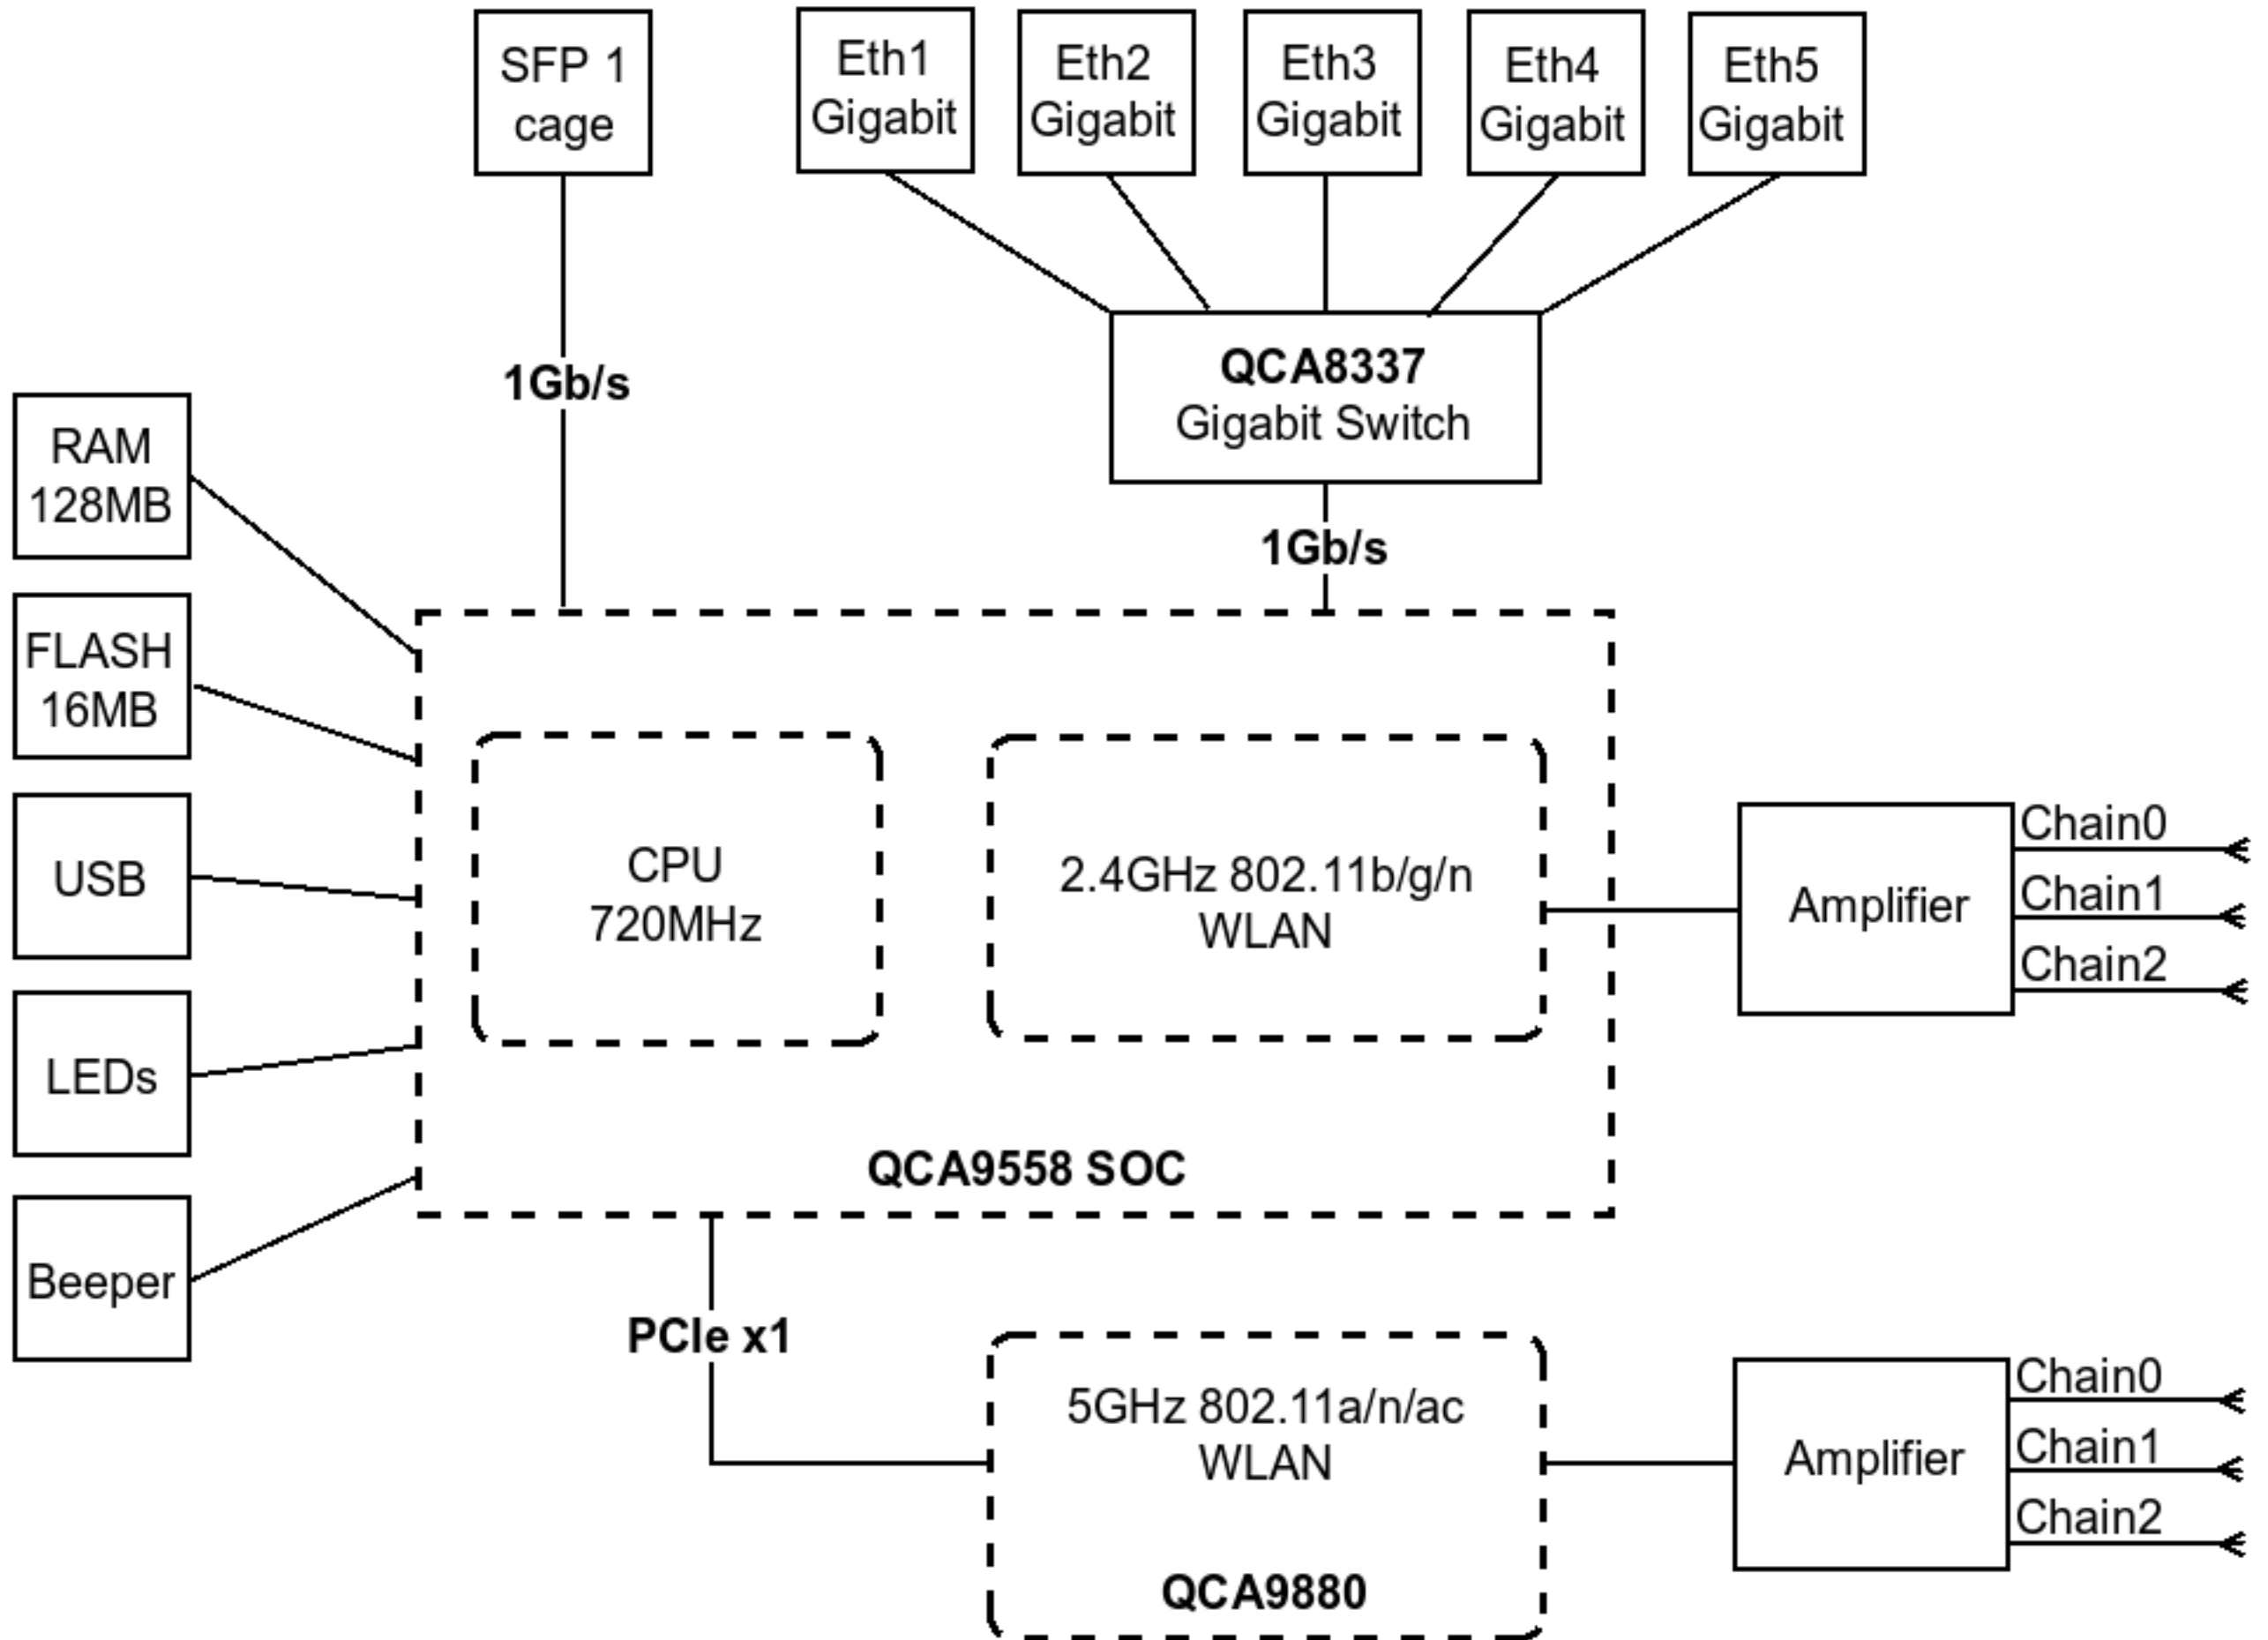 SFP 1
cage
Eth1
Gigabit
Eth2
Gigabit
Eth3
Gigabit
Eth4
Gigabit
Eth5
Gigabit
QCA8337
Gigabit Switch
1Gb/s
1Gb/s
RAM
128MB
FLASH
16MB
USB
LEDs
Beeper
CPU
720MHz
2.4GHz 802.11b/g/n
WLAN
QCA9558 SOC
Amplifier
Chain0
Chain1
Chain2
PCIe x1
5GHz 802.11a/n/ac
WLAN
QCA9880
Amplifier
Chain0
Chain1
Chain2